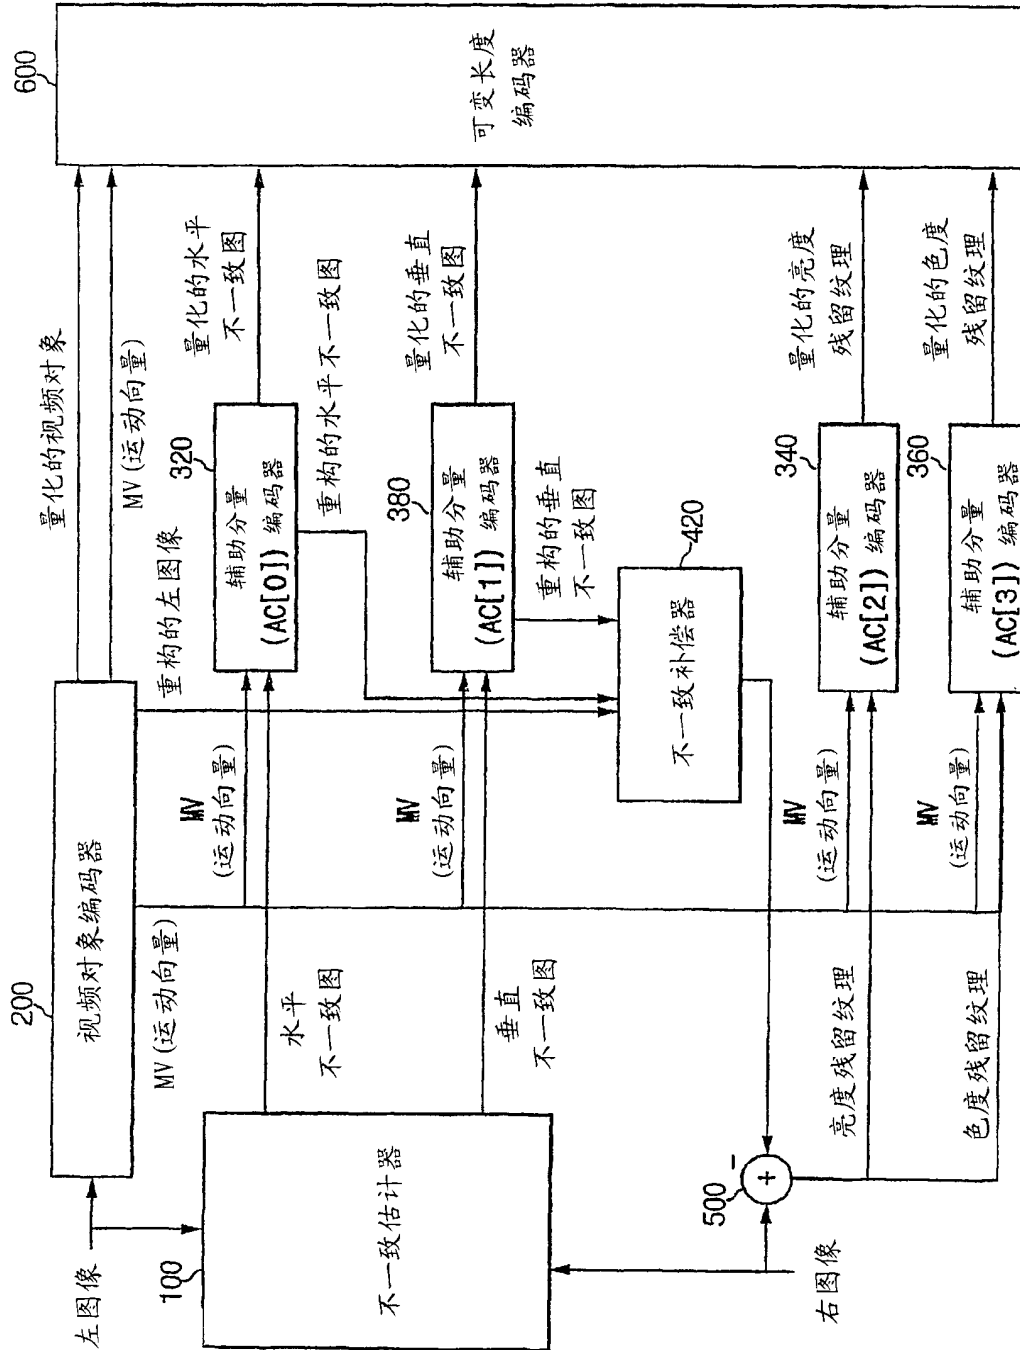 左图像
200
视频对象编码器
量化的视频对象
MV(运动向量)
600
可变长度
编码器
MV(运动向量)
重构的左图像
100
不一致估计器
水平
不一致图
MV
(运动向量)
320
辅助分量
(AC[0]) 编码器
量化的水平
不一致图
重构的水平不一致图
垂直
不一致图
MV
(运动向量)
380
辅助分量
(AC[1]) 编码器
量化的垂直
不一致图
重构的垂直
不一致图
420
不一致补偿器
右图像
500
+
-
亮度残留纹理
MV
(运动向量)
340
辅助分量
(AC[2]) 编码器
量化的亮度
残留纹理
色度残留纹理
MV
(运动向量)
360
辅助分量
(AC[3]) 编码器
量化的色度
残留纹理